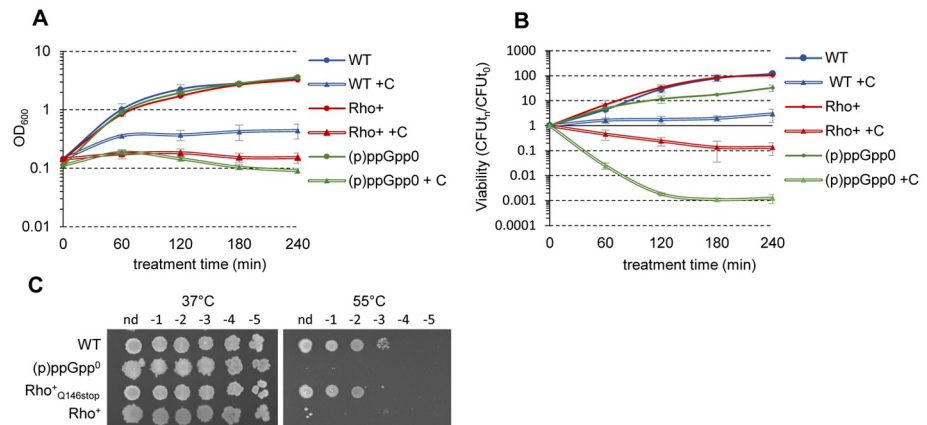 A
OD600
10
1
0.1
0.01
0 60 120 180 240
treatment time (min)
WT
WT +C
Rho+
Rho+ +C
(p)ppGpp0
(p)ppGpp0 + C
B
Viability (CFUtn/CFUt0)
1000
100
10
1
0.1
0.01
0.001
0.0001
0 60 120 180 240
treatment time (min)
WT
WT +C
Rho+
Rho+ +C
(p)ppGpp0
(p)ppGpp0 +C
C
37°C 55°C
nd -1 -2 -3 -4 -5 nd -1 -2 -3 -4 -5
WT
(p)ppGpp⁰
Rho⁺Q146stop
Rho⁺